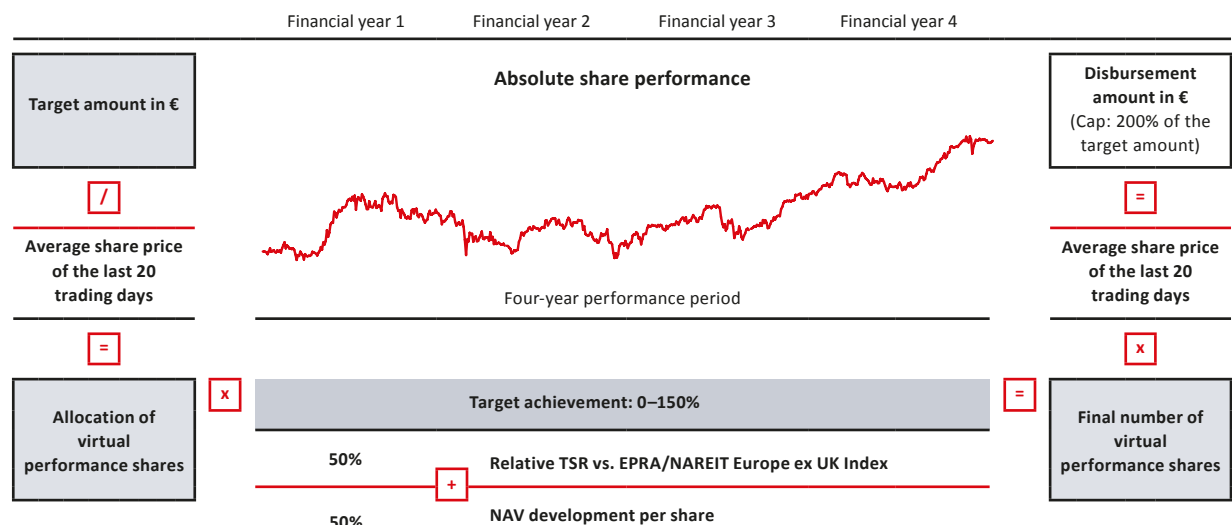 Financial year 1 Financial year 2 Financial year 3 Financial year 4
Target amount in €
/
Average share price
of the last 20
trading days
=
Allocation of
virtual
performance shares
x
Absolute share performance
Four-year performance period
Target achievement: 0–150%
50% Relative TSR vs. EPRA/NAREIT Europe ex UK Index
+
50% NAV development per share
=
Disbursement
amount in €
(Cap: 200% of the
target amount)
=
Average share price
of the last 20
trading days
x
Final number of
virtual
performance shares